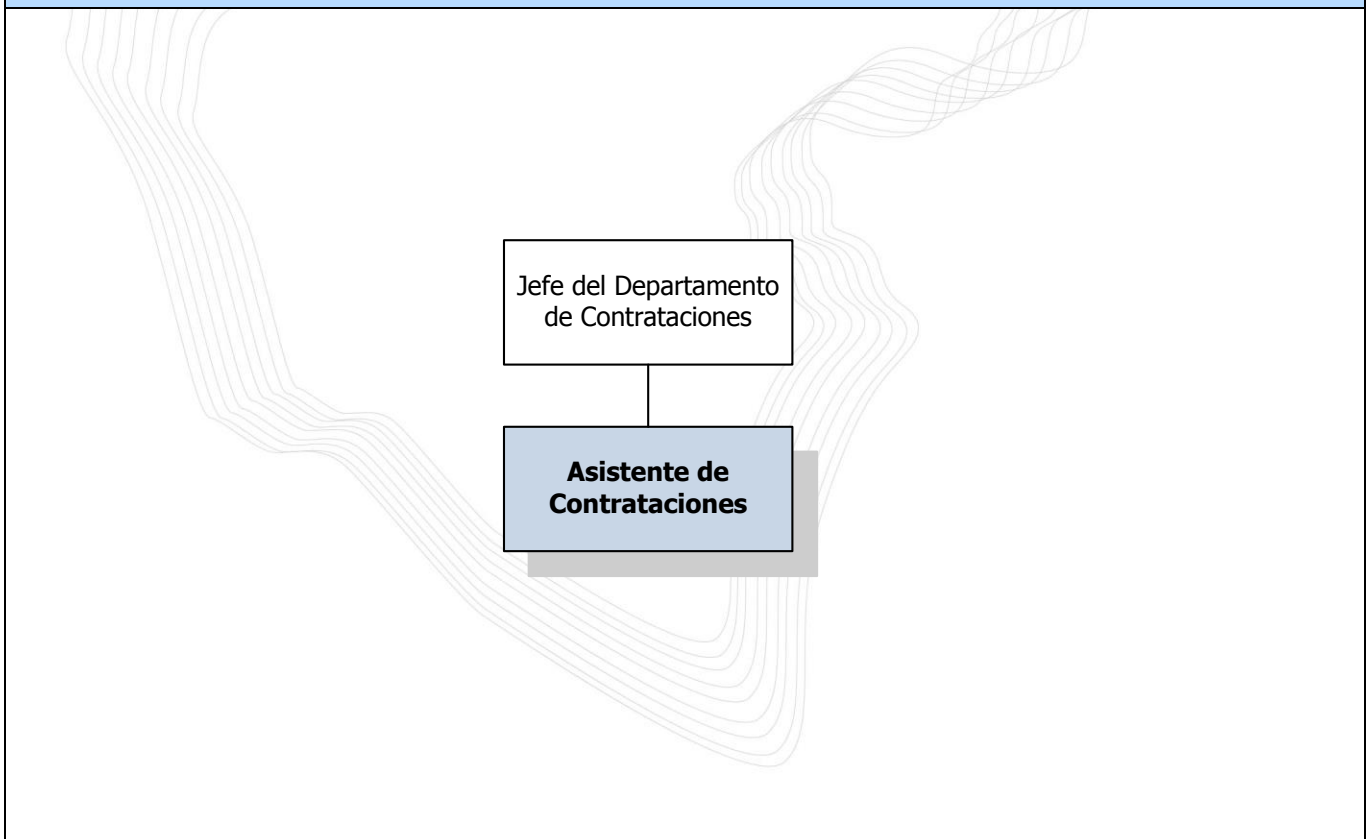 Jefe del Departamento
de Contrataciones
Asistente de
Contrataciones